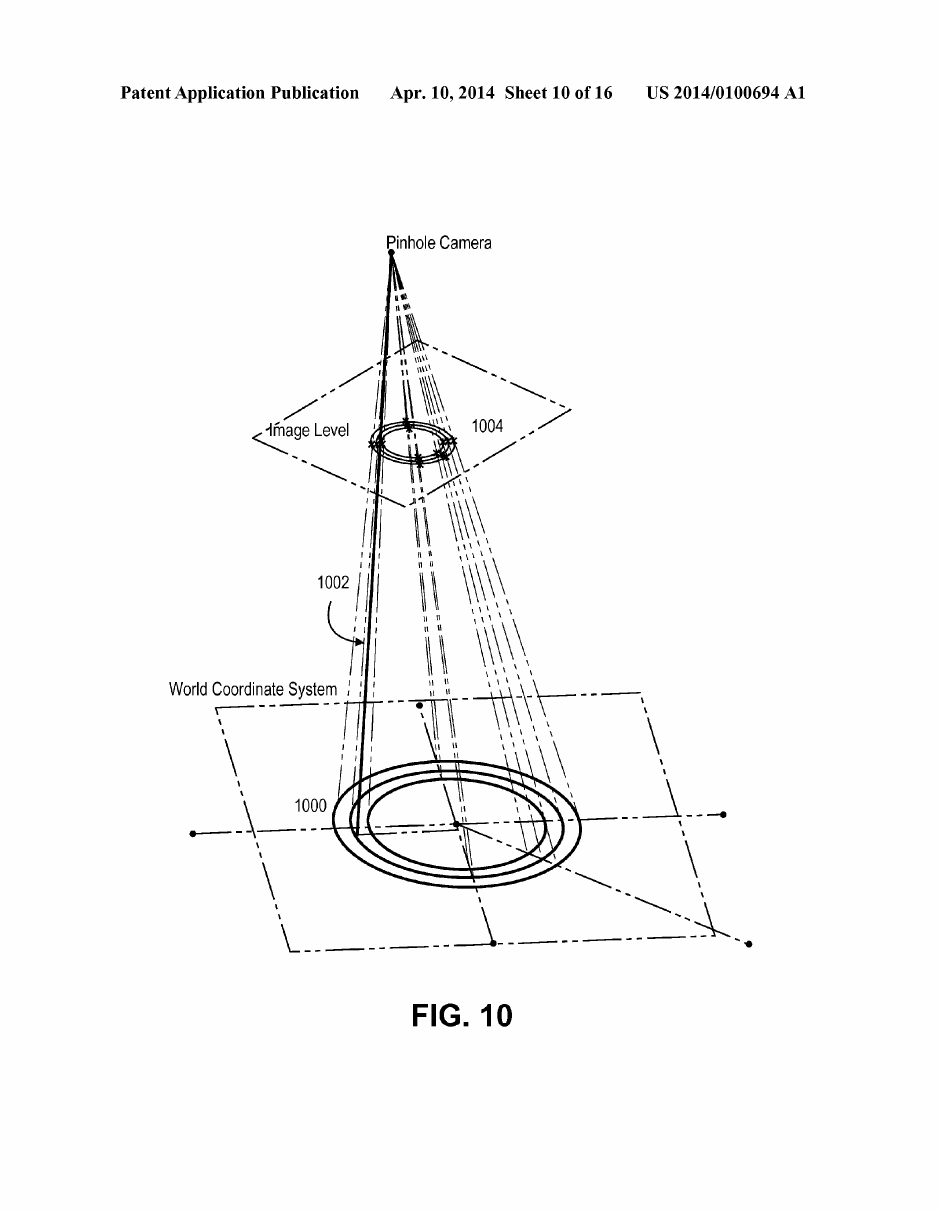 Patent Application Publication Apr. 10, 2014 Sheet 10 of 16 US 2014/0100694 A1
Pinhole Camera
Image Level
1004
1002
World Coordinate System
1000
FIG. 10